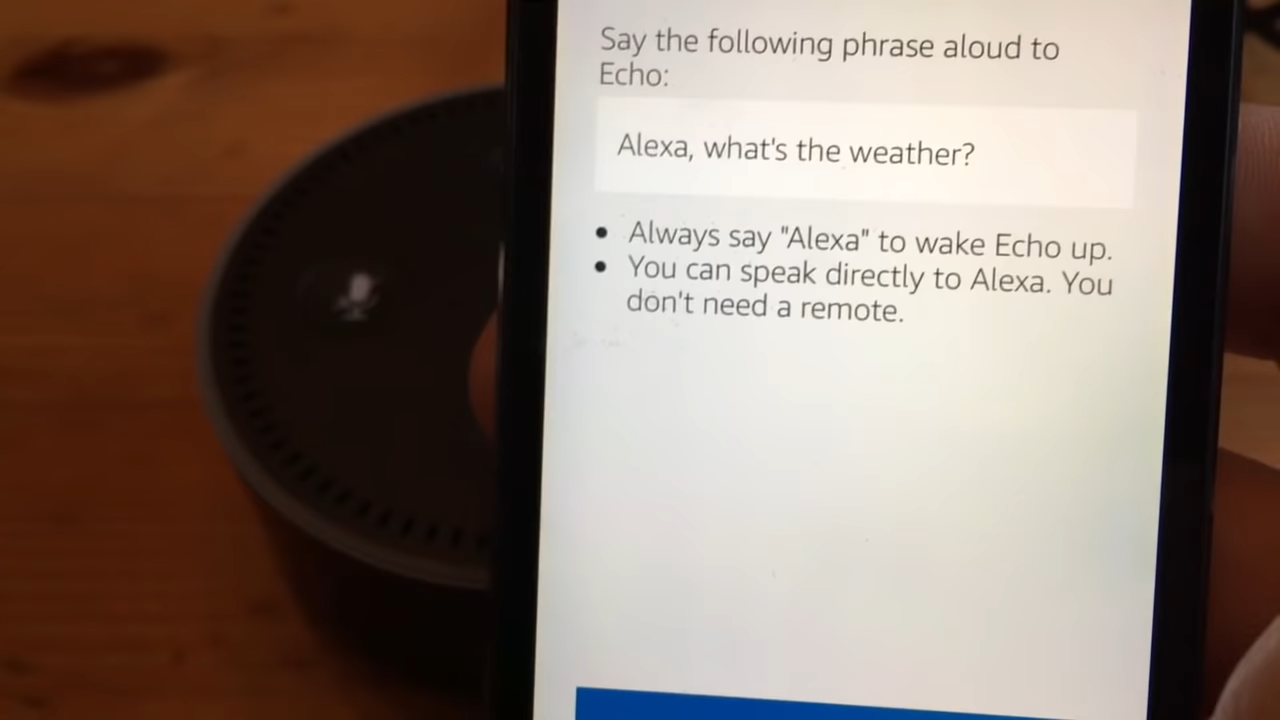 Say the following phrase aloud to
Echo:
Alexa, what's the weather?
• Always say "Alexa" to wake Echo up.
• You can speak directly to Alexa. You
don't need a remote.